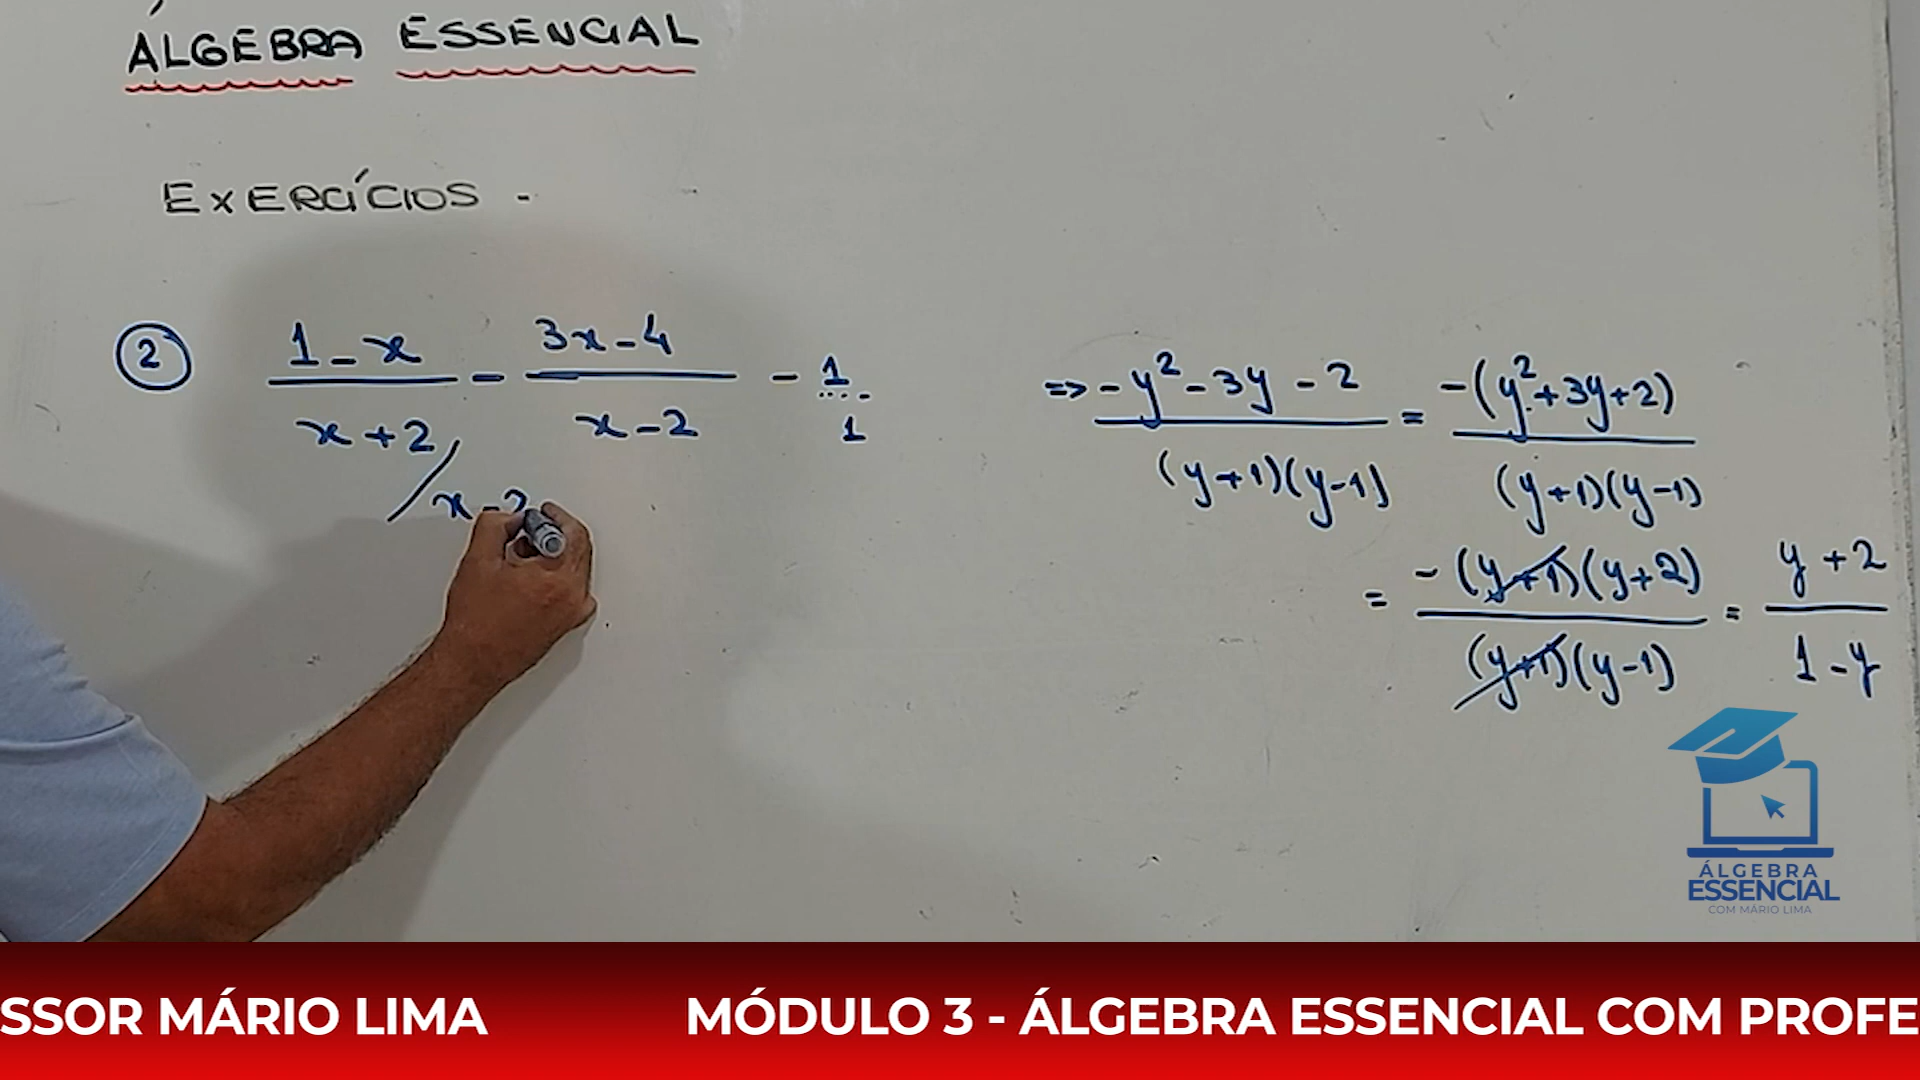 ÁLGEBRA ESSENCIAL
EXERCÍCIOS -
2
1 - x / x + 2 - 3x - 4 / x - 2 - 1 / 1
/ x - 2
=> - y² - 3y - 2 / (y + 1)(y - 1) = -(y² + 3y + 2) / (y + 1)(y - 1)
= -(y + 1)(y + 2) / (y + 1)(y - 1) = y + 2 / 1 - y
ÁLGEBRA
ESSENCIAL
COM MÁRIO LIMA
SSOR MÁRIO LIMA MÓDULO 3 - ÁLGEBRA ESSENCIAL COM PROFE